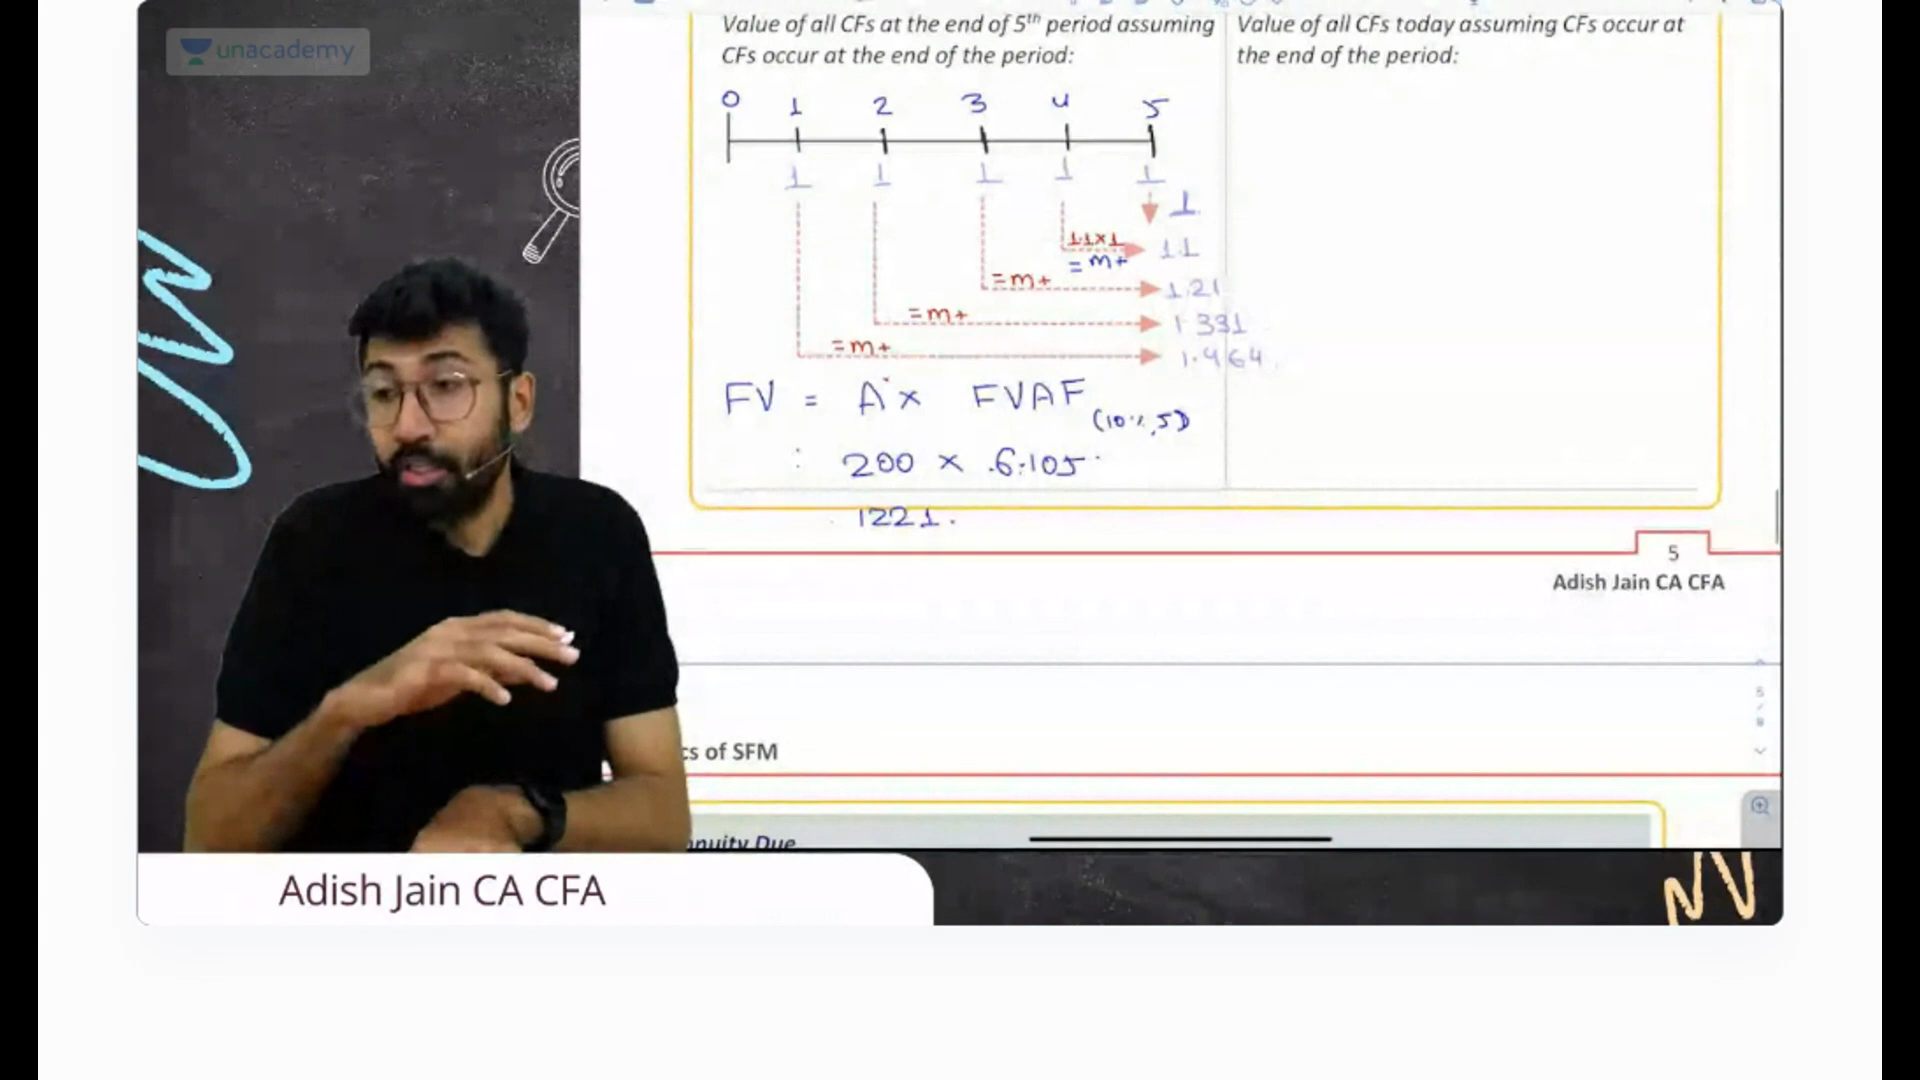 unacademy
Value of all CFs at the end of 5th period assuming
CFs occur at the end of the period:
Value of all CFs today assuming CFs occur at
the end of the period:
0 1 2 3 4 5
1 1 1 1 1
1
1.1×1
1.1
= m+
= m+
1.21
= m+
1.331
= m+
1.464
FV = A × FVAF (10%, 5)
: 200 × 6.105
1221.
5
Adish Jain CA CFA
5
/
8
cs of SFM
nnuity Due
Adish Jain CA CFA